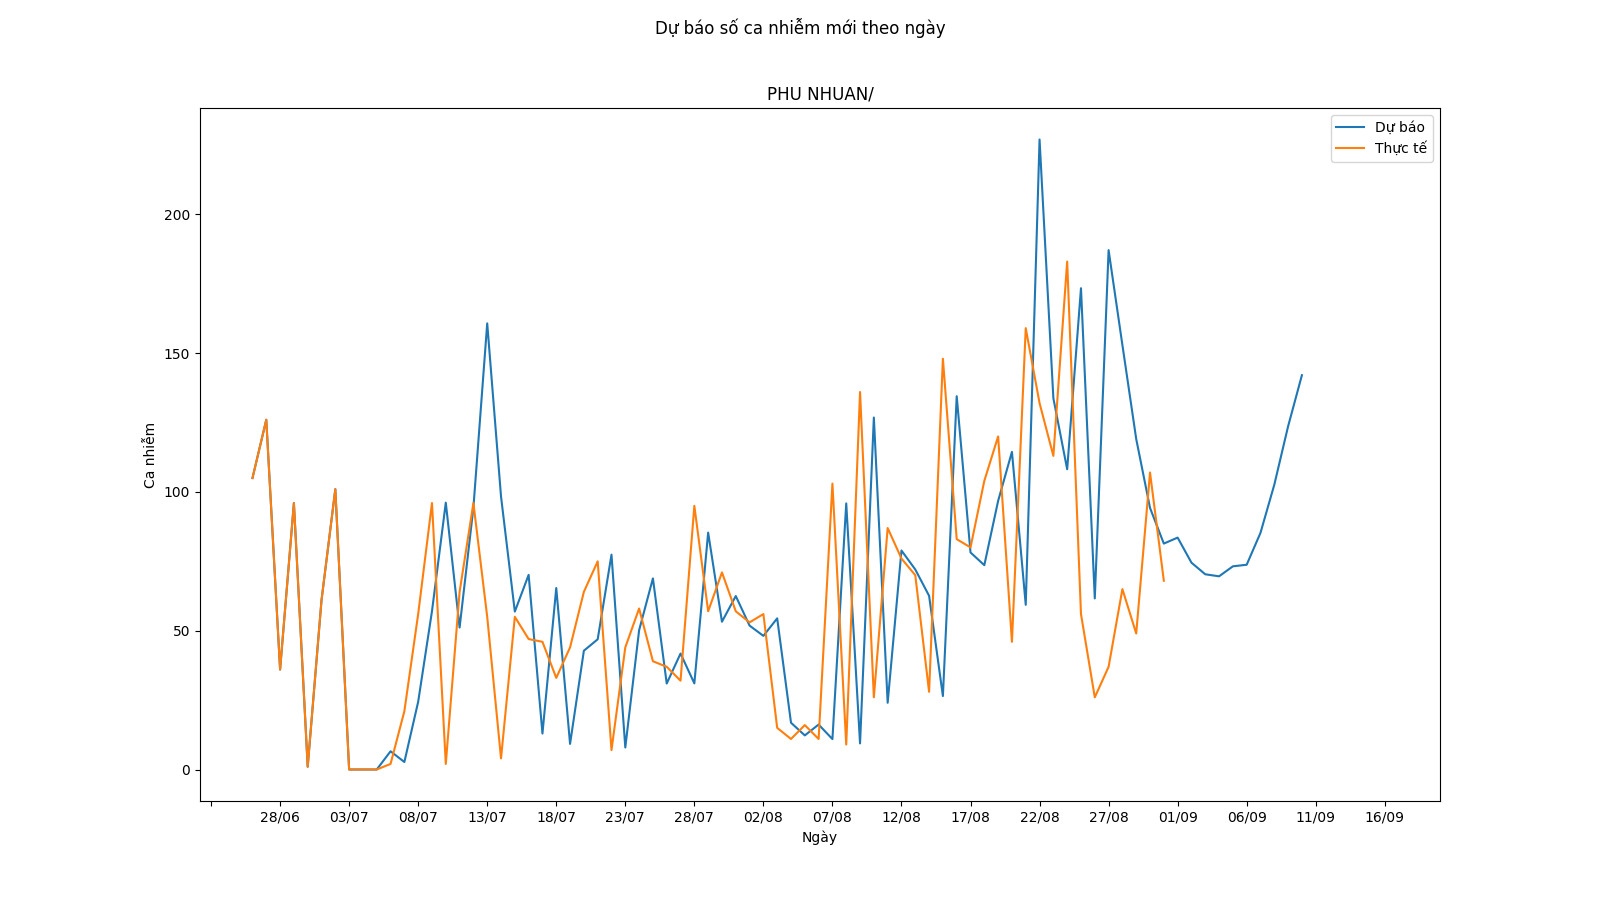 Dự báo số ca nhiễm mới theo ngày
PHU NHUAN/
Dự báo
Thực tế
200
150
100
50
0
Ca nhiễm
28/06 03/07 08/07 13/07 18/07 23/07 28/07 02/08 07/08 12/08 17/08 22/08 27/08 01/09 06/09 11/09 16/09
Ngày